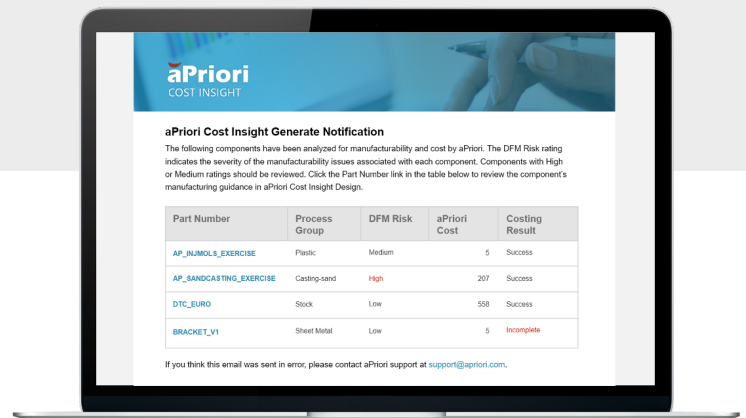 aPriori
COST INSIGHT
aPriori Cost Insight Generate Notification
The following components have been analyzed for manufacturability and cost by aPriori. The DFM Risk rating
indicates the severity of the manufacturability issues associated with each component. Components with High
or Medium ratings should be reviewed. Click the Part Number link in the table below to review the component's
manufacturing guidance in aPriori Cost Insight Design.
Part Number Process Group DFM Risk aPriori Cost Costing Result
AP_INJMOLS_EXERCISE Plastic Medium 5 Success
AP_SANDCASTING_EXERCISE Casting-sand High 207 Success
DTC_EURO Stock Low 558 Success
BRACKET_V1 Sheet Metal Low 5 Incomplete
If you think this email was sent in error, please contact aPriori support at support@apriori.com.